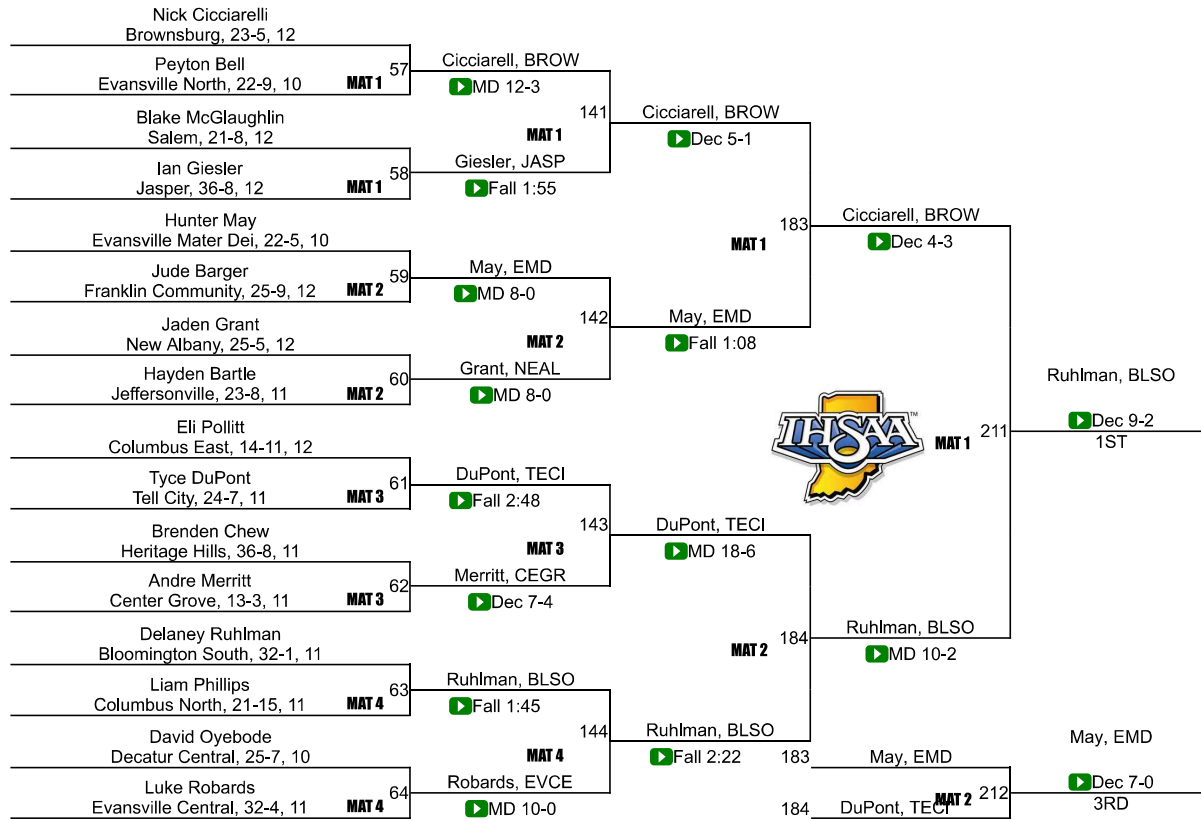 Nick Cicciarelli
Brownsburg, 23-5, 12
Peyton Bell
Evansville North, 22-9, 10
MAT 1
57
Cicciarell, BROW
MD 12-3
Blake McGlaughlin
Salem, 21-8, 12
Ian Giesler
Jasper, 36-8, 12
MAT 1
58
Giesler, JASP
Fall 1:55
141
MAT 1
Cicciarell, BROW
Dec 5-1
Hunter May
Evansville Mater Dei, 22-5, 10
Jude Barger
Franklin Community, 25-9, 12
MAT 2
59
May, EMD
MD 8-0
Jaden Grant
New Albany, 25-5, 12
Hayden Bartle
Jeffersonville, 23-8, 11
MAT 2
60
Grant, NEAL
MD 8-0
142
MAT 2
May, EMD
Fall 1:08
183
MAT 1
Cicciarell, BROW
Dec 4-3
Eli Pollitt
Columbus East, 14-11, 12
Tyce DuPont
Tell City, 24-7, 11
MAT 3
61
DuPont, TECI
Fall 2:48
Brenden Chew
Heritage Hills, 36-8, 11
Andre Merritt
Center Grove, 13-3, 11
MAT 3
62
Merritt, CEGR
Dec 7-4
143
MAT 3
DuPont, TECI
MD 18-6
Delaney Ruhlman
Bloomington South, 32-1, 11
Liam Phillips
Columbus North, 21-15, 11
MAT 4
63
Ruhlman, BLSO
Fall 1:45
David Oyebode
Decatur Central, 25-7, 10
Luke Robards
Evansville Central, 32-4, 11
MAT 4
64
Robards, EVCE
MD 10-0
144
MAT 4
Ruhlman, BLSO
Fall 2:22
184
MAT 2
Ruhlman, BLSO
MD 10-2
IHSAA™
MAT 1
211
Ruhlman, BLSO
Dec 9-2
1ST
183
May, EMD
184
DuPont, TECI
MAT 2
212
May, EMD
Dec 7-0
3RD